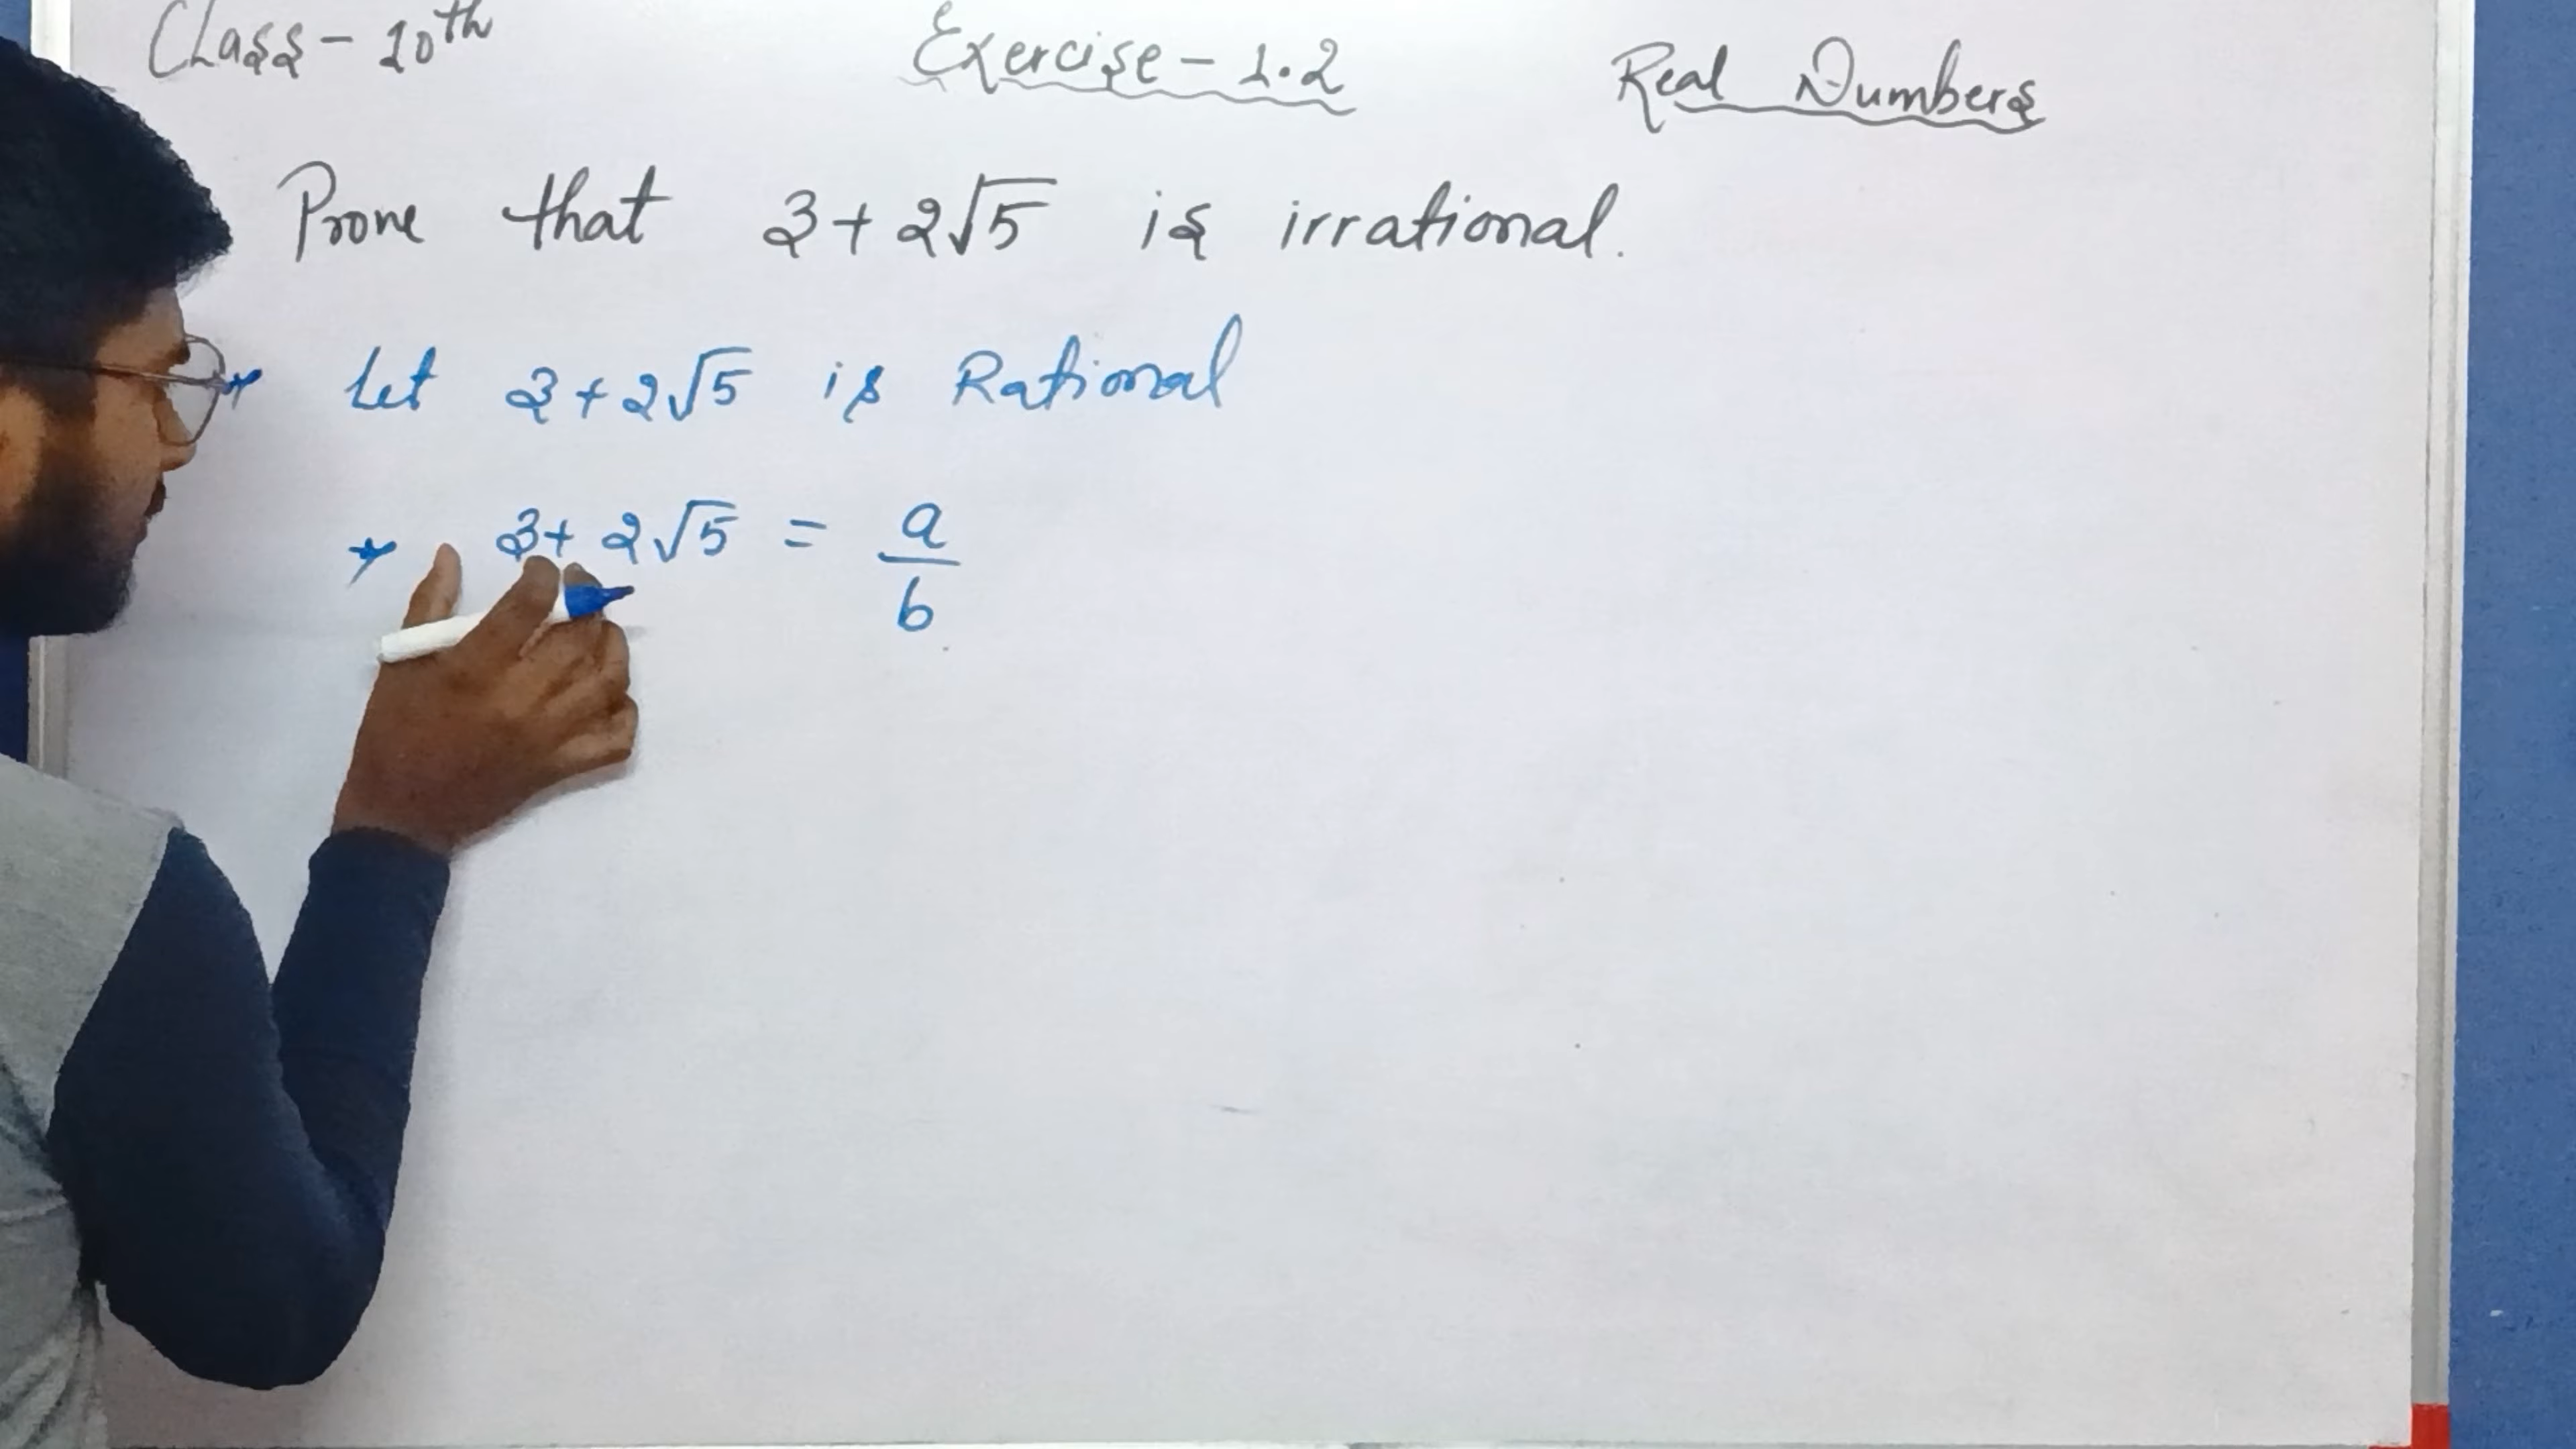 Class - 10th
Exercise - 1.2
Real Numbers
Prove that 3 + 2√5 is irrational.
* Let 3 + 2√5 is Rational
* 3 + 2√5 = a/b